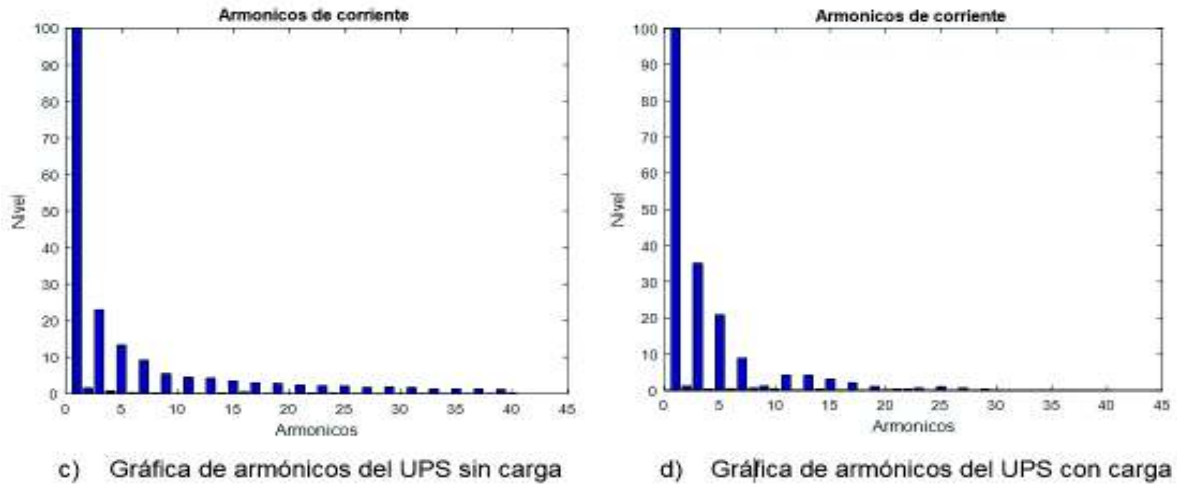 Armonicos de corriente
100
90
80
70
60
50
40
30
20
10
0
Nivel
0 5 10 15 20 25 30 35 40 45
Armonicos
c) Gráfica de armónicos del UPS sin carga
Armonicos de corriente
100
90
80
70
60
50
40
30
20
10
0
Nivel
0 5 10 15 20 25 30 35 40 45
Armonicos
d) Gráfica de armónicos del UPS con carga